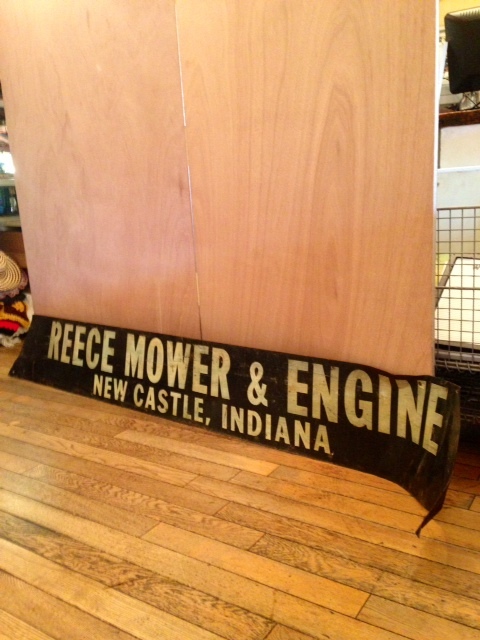 REECE MOWER & ENGINE
NEW CASTLE, INDIANA